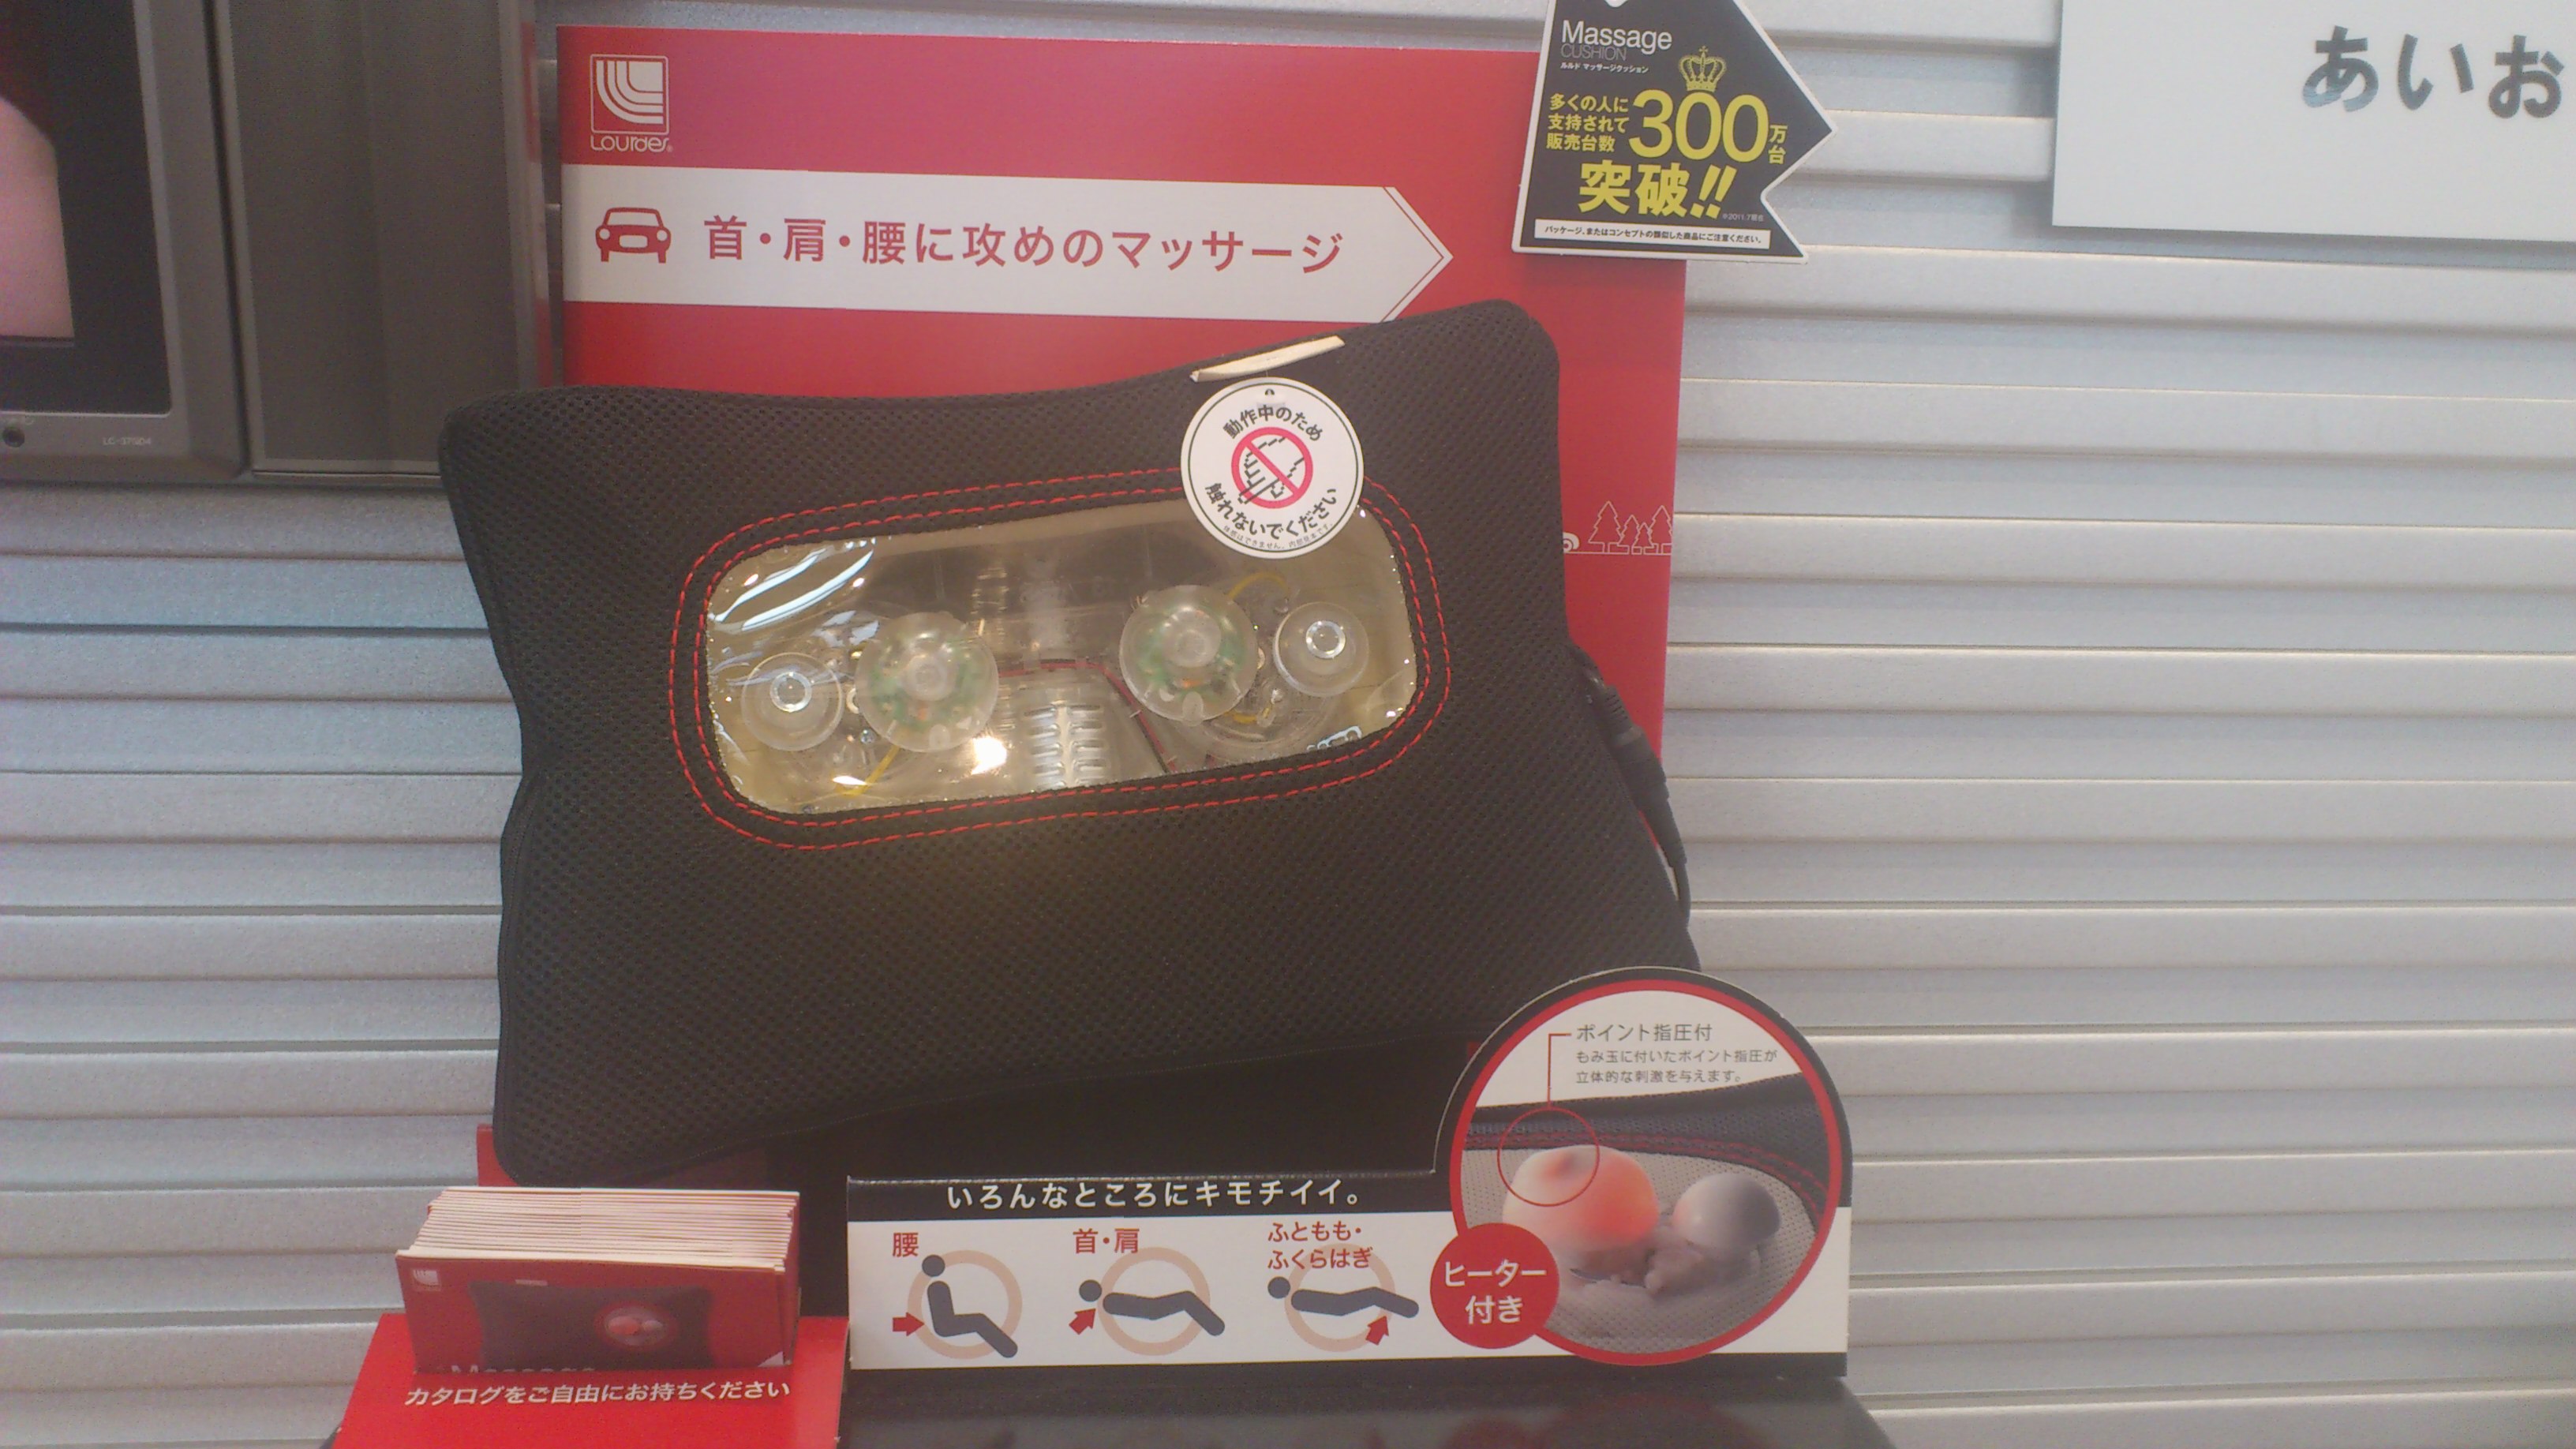 Lourdes
首・肩・腰に攻めのマッサージ
Massage
CUSHION
ルルド マッサージクッション
多くの人に
支持されて
販売台数
300万台
突破!!
※2011.7現在
パッケージ、またはコンセプトの類似した商品にご注意ください。
あいお
動作中のため
触れないでください
ポイント指圧付
もみ玉に付いたポイント指圧が
立体的な刺激を与えます。
いろんなところにキモチイイ。
腰
首・肩
ふともも・
ふくらはぎ
ヒーター
付き
カタログをご自由にお持ちください